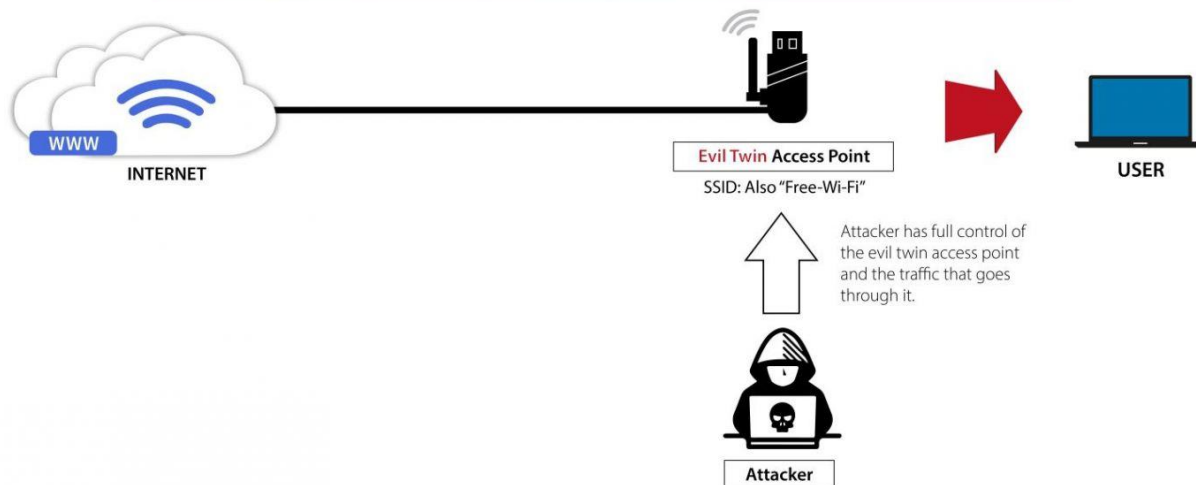 WWW
INTERNET
Evil Twin Access Point
SSID: Also "Free-Wi-Fi"
USER
Attacker has full control of
the evil twin access point
and the traffic that goes
through it.
Attacker